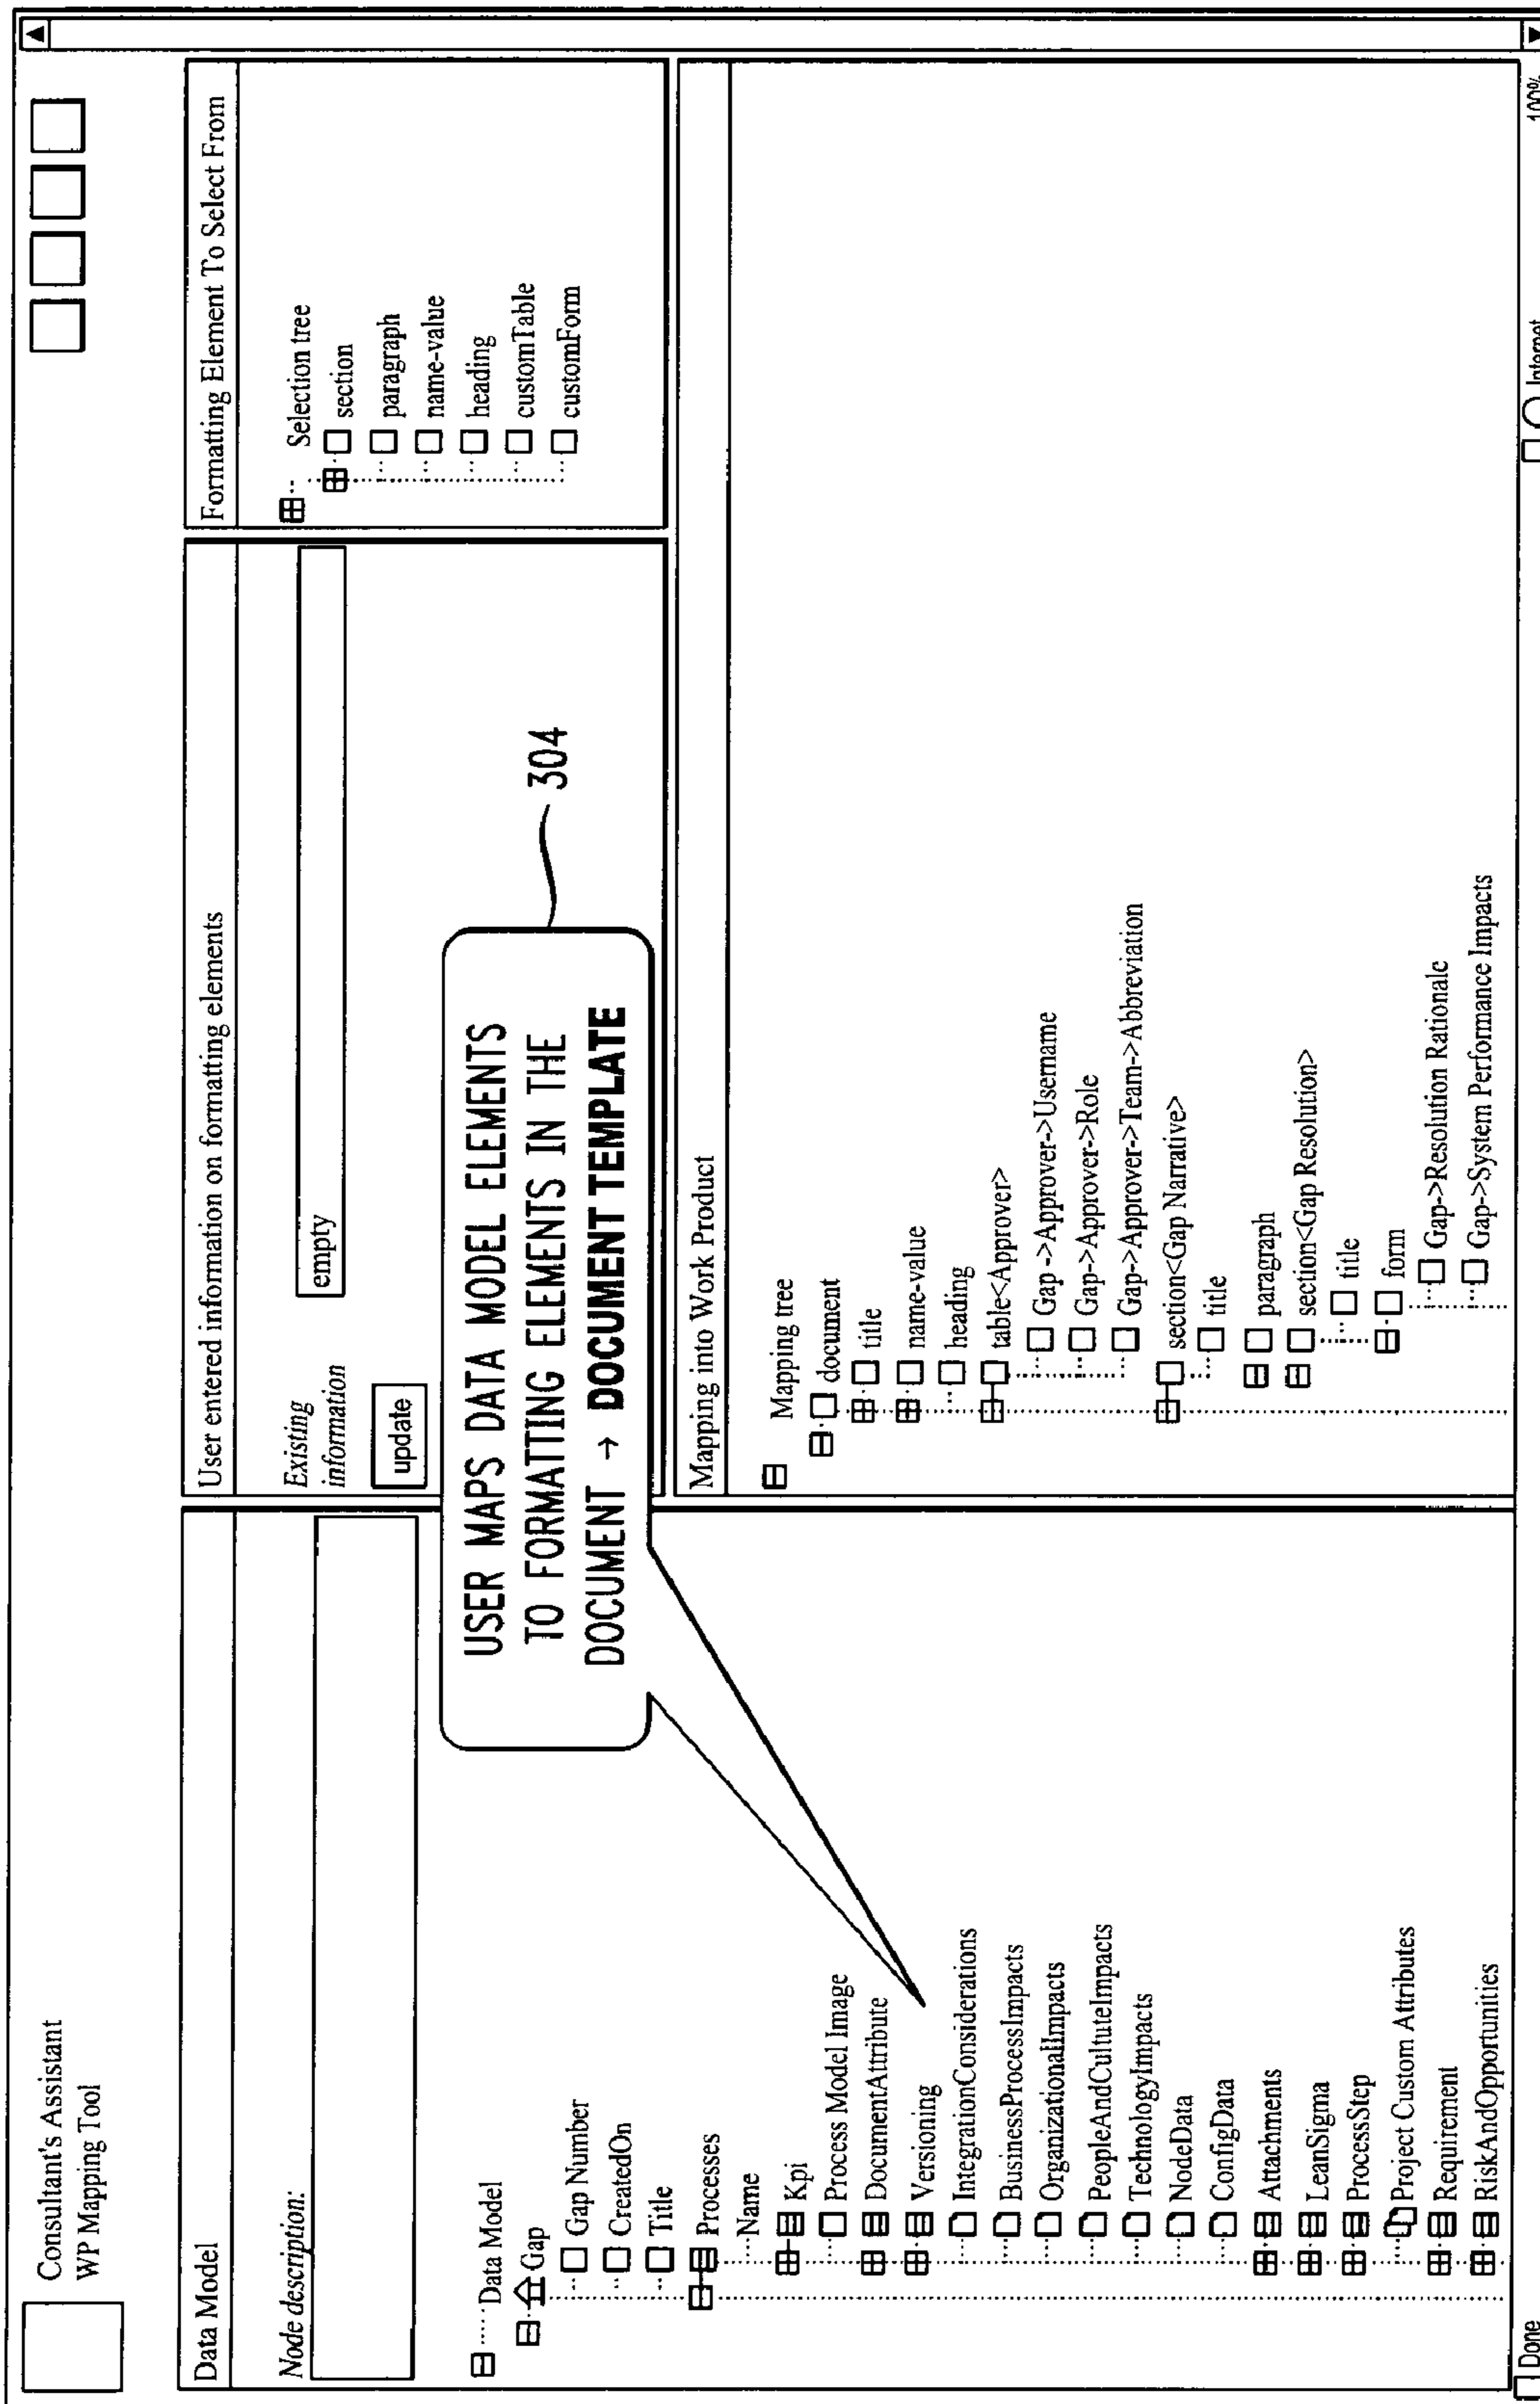 Consultant's Assistant
WP Mapping Tool
Data Model
Node description:
Data Model
Gap
Gap Number
CreatedOn
Title
Processes
Name
Kpi
Process Model Image
DocumentAttribute
Versioning
IntegrationConsiderations
BusinessProcessImpacts
OrganizationalImpacts
PeopleAndCultuteImpacts
TechnologyImpacts
NodeData
ConfigData
Attachments
LeanSigma
ProcessStep
Project Custom Attributes
Requirement
RiskAndOpportunities
User entered information on formatting elements
Existing
information
empty
update
USER MAPS DATA MODEL ELEMENTS
TO FORMATTING ELEMENTS IN THE
DOCUMENT → DOCUMENT TEMPLATE
304
Formatting Element To Select From
Selection tree
section
paragraph
name-value
heading
customTable
customForm
Mapping into Work Product
Mapping tree
document
title
name-value
heading
table<Approver>
Gap->Approver->Username
Gap->Approver->Role
Gap->Approver->Team->Abbreviation
section<Gap Narrative>
title
paragraph
section<Gap Resolution>
title
form
Gap->Resolution Rationale
Gap->System Performance Impacts
Done
Internet
100%